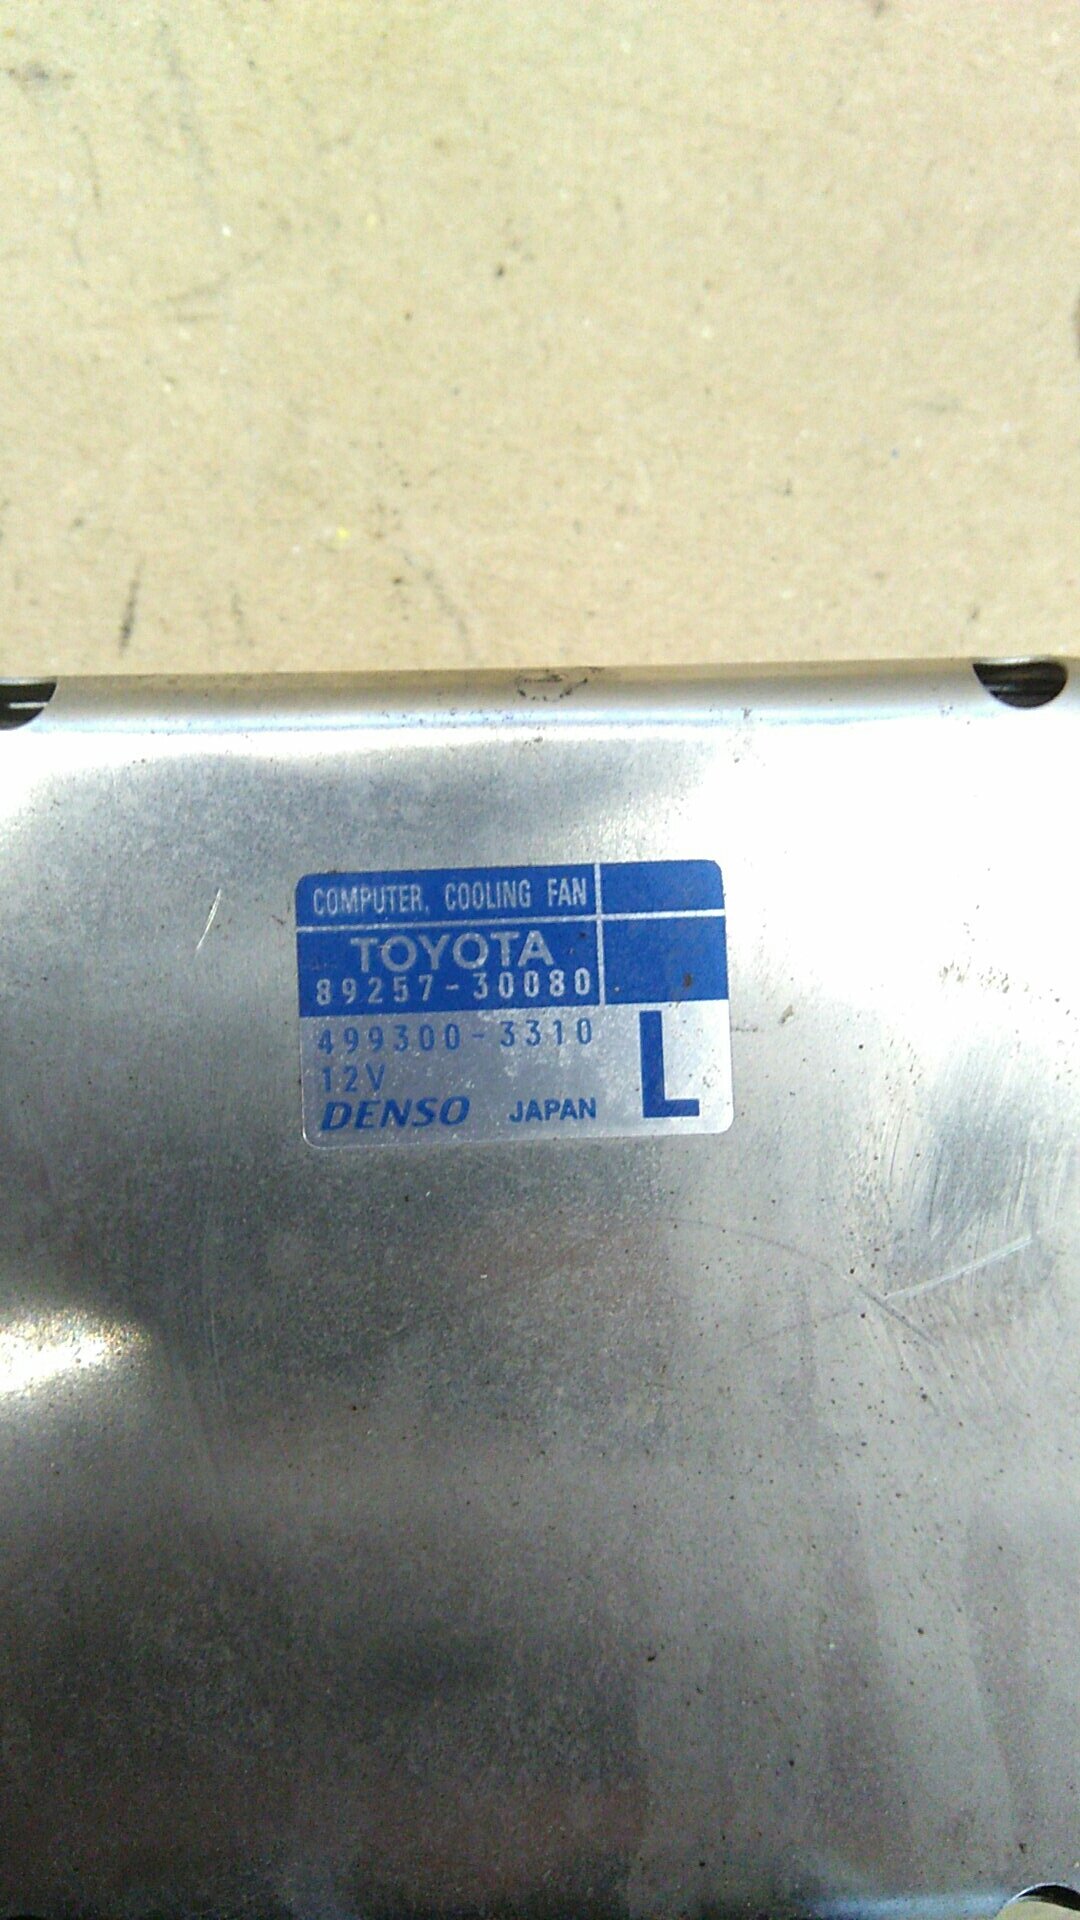 COMPUTER, COOLING FAN
TOYOTA
89257-30080
499300-3310
12V
DENSO JAPAN
L